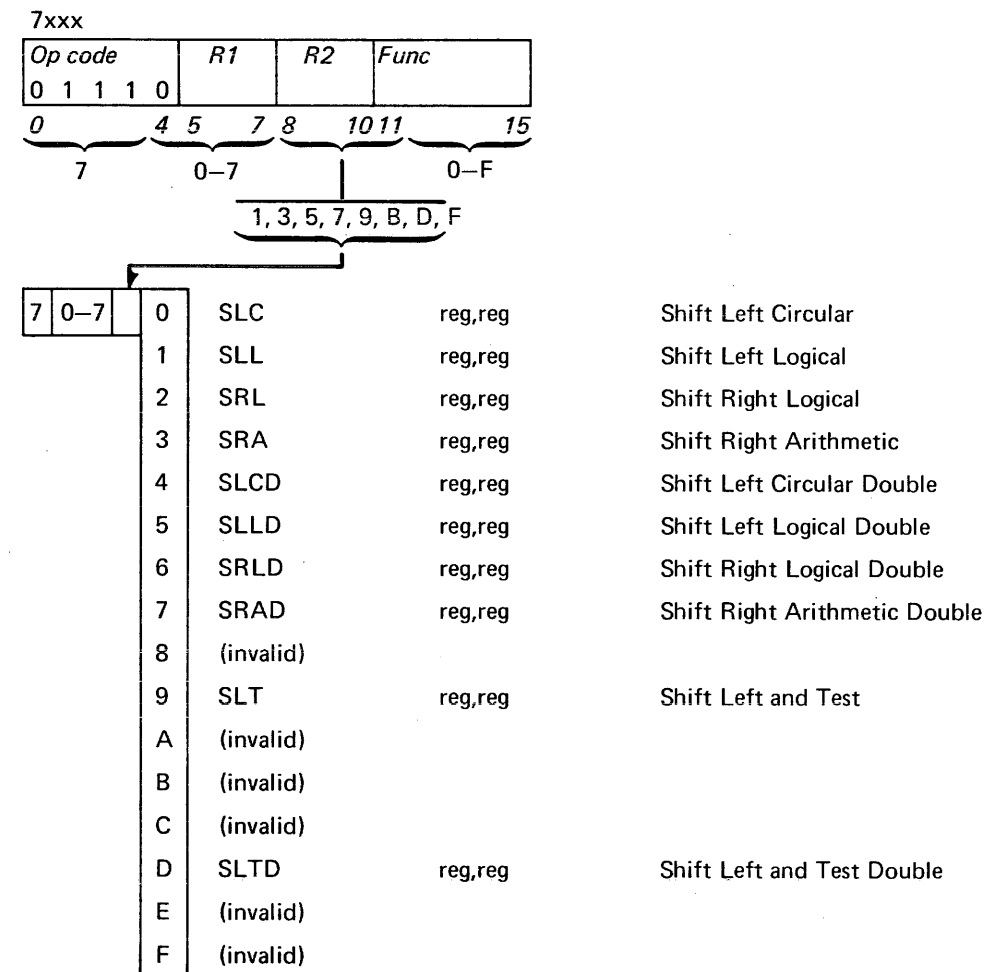 7xxx
Op code R1 R2 Func
0 1 1 1 0
0 4 5 7 8 10 11 15
7 0–7 0–F
1, 3, 5, 7, 9, B, D, F
7 0–7 0 SLC reg,reg Shift Left Circular
1 SLL reg,reg Shift Left Logical
2 SRL reg,reg Shift Right Logical
3 SRA reg,reg Shift Right Arithmetic
4 SLCD reg,reg Shift Left Circular Double
5 SLLD reg,reg Shift Left Logical Double
6 SRLD reg,reg Shift Right Logical Double
7 SRAD reg,reg Shift Right Arithmetic Double
8 (invalid)
9 SLT reg,reg Shift Left and Test
A (invalid)
B (invalid)
C (invalid)
D SLTD reg,reg Shift Left and Test Double
E (invalid)
F (invalid)